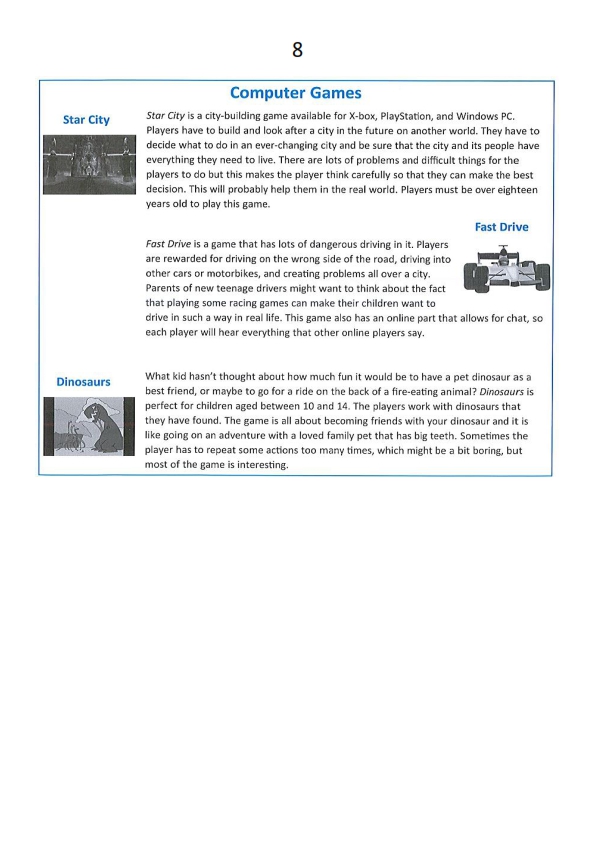 8
Computer Games
Star City
Star City is a city-building game available for X-box, PlayStation, and Windows PC.
Players have to build and look after a city in the future on another world. They have to
decide what to do in an ever-changing city and be sure that the city and its people have
everything they need to live. There are lots of problems and difficult things for the
players to do but this makes the player think carefully so that they can make the best
decision. This will probably help them in the real world. Players must be over eighteen
years old to play this game.
Fast Drive
Fast Drive is a game that has lots of dangerous driving in it. Players
are rewarded for driving on the wrong side of the road, driving into
other cars or motorbikes, and creating problems all over a city.
Parents of new teenage drivers might want to think about the fact
that playing some racing games can make their children want to
drive in such a way in real life. This game also has an online part that allows for chat, so
each player will hear everything that other online players say.
Dinosaurs
What kid hasn't thought about how much fun it would be to have a pet dinosaur as a
best friend, or maybe to go for a ride on the back of a fire-eating animal? Dinosaurs is
perfect for children aged between 10 and 14. The players work with dinosaurs that
they have found. The game is all about becoming friends with your dinosaur and it is
like going on an adventure with a loved family pet that has big teeth. Sometimes the
player has to repeat some actions too many times, which might be a bit boring, but
most of the game is interesting.